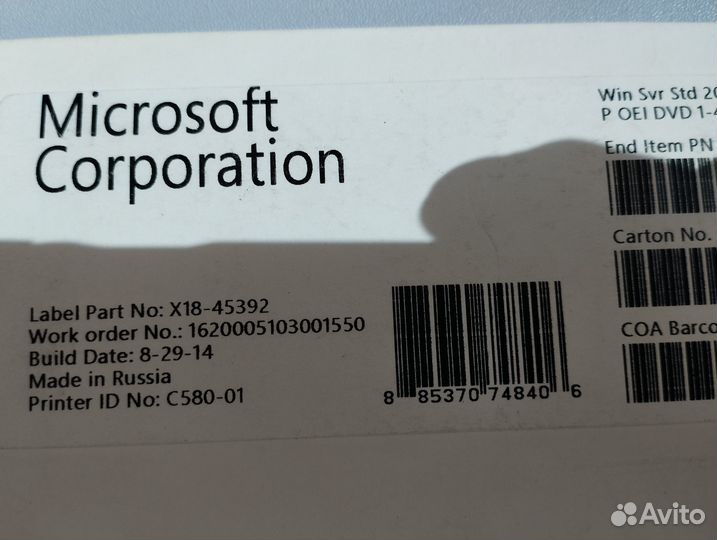 Microsoft
Corporation
Win Svr Std 20
P OEI DVD 1-4
End Item PN
Carton No.
Label Part No: X18-45392
Work order No.: 1620005103001550
Build Date: 8-29-14
Made in Russia
Printer ID No: C580-01
8 85370 74840 6
COA Barco
Avito